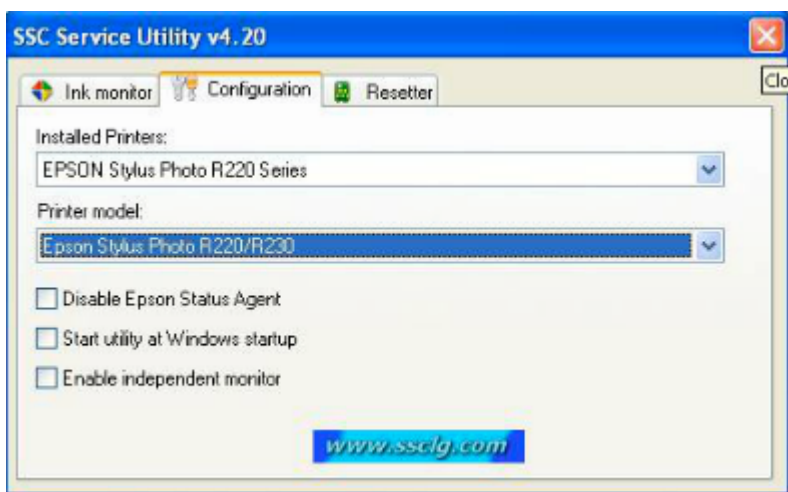 SSC Service Utility v4.20
Clo
Ink monitor Configuration Resetter
Installed Printers:
EPSON Stylus Photo R220 Series
Printer model:
Epson Stylus Photo R220/R230
Disable Epson Status Agent
Start utility at Windows startup
Enable independent monitor
www.ssclg.com